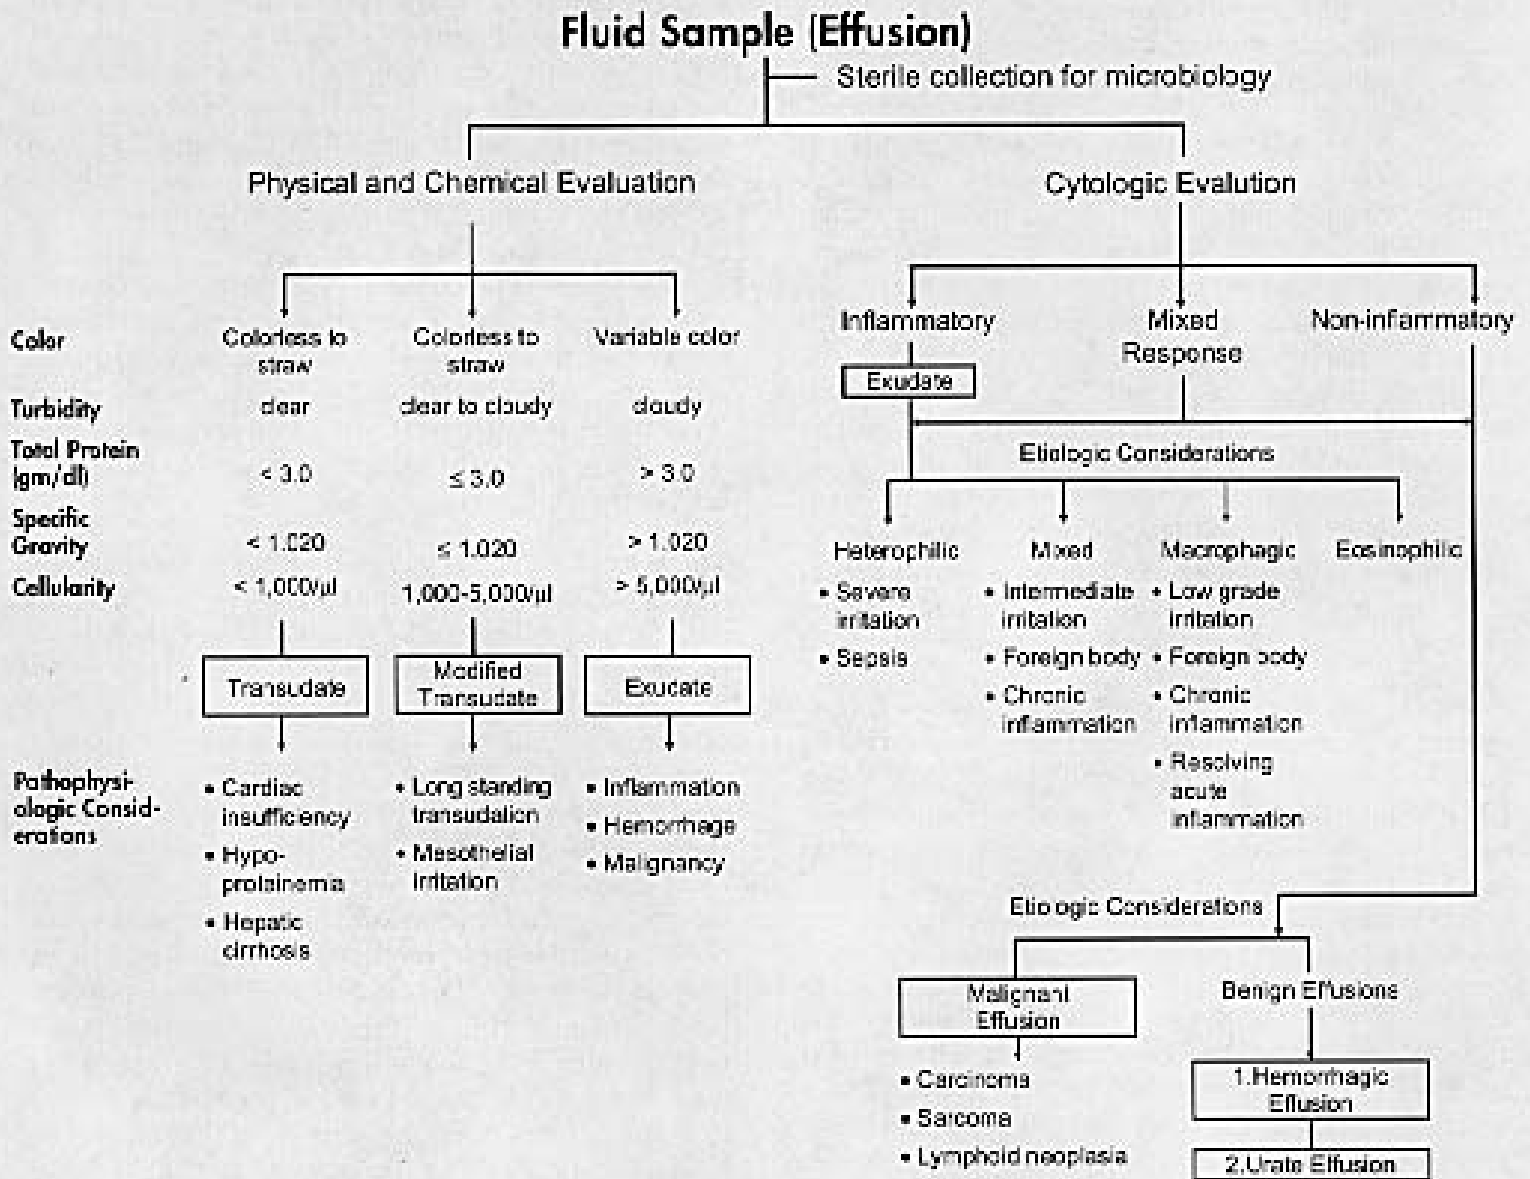 Fluid Sample (Effusion)
Sterile collection for microbiology
Physical and Chemical Evaluation
Cytologic Evalution
Color
Colorless to
straw
Colorless to
straw
Variable color
Turbidity
clear
clear to cloudy
cloudy
Total Protein
(gm/dl)
< 3.0
≤ 3.0
> 3.0
Specific
Gravity
< 1.020
≤ 1.020
> 1.020
Cellularity
< 1,000/µl
1,000-5,000/µl
> 5,000/µl
Transudate
Modified
Transudate
Exudate
Pathophysi-
ologic Consid-
erations
• Cardiac
insufficiency
• Hypo-
proteinemia
• Hepatic
cirrhosis
• Long standing
transudation
• Mesothelial
irritation
• Inflammation
• Hemorrhage
• Malignancy
Inflammatory
Exudate
Mixed
Response
Non-inflammatory
Etiologic Considerations
Heterophilic
• Severe
irritation
• Sepsis
Mixed
• Intermediate
irritation
• Foreign body
• Chronic
inflammation
Macrophagic
• Low grade
irritation
• Foreign body
• Chronic
inflammation
• Resolving
acute
inflammation
Eosinophilic
Etiologic Considerations
Malignant
Effusion
• Carcinoma
• Sarcoma
• Lymphoid neoplasia
Benign Effusions
1.Hemorrhagic
Effusion
2.Urate Effusion